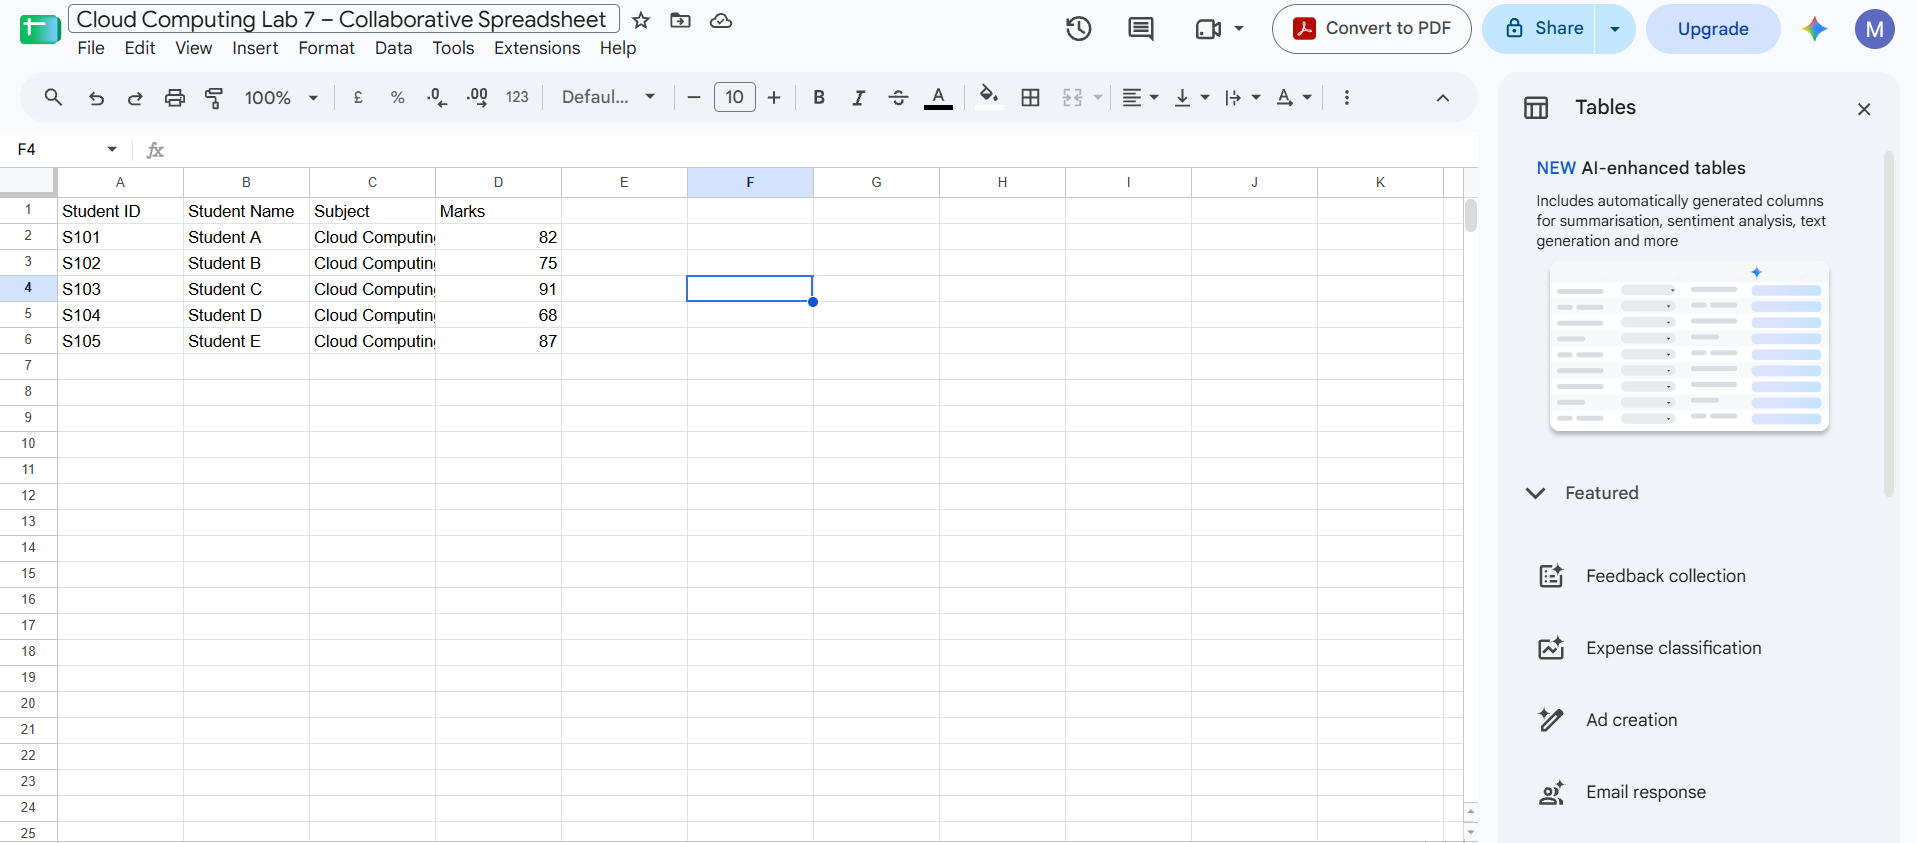 Cloud Computing Lab 7 – Collaborative Spreadsheet
File Edit View Insert Format Data Tools Extensions Help
Convert to PDF
Share
Upgrade
M
100% £ % .0 .00 123 Defaul... 10 B I A A
F4 fx
A B C D E F G H I J K
1 Student ID Student Name Subject Marks
2 S101 Student A Cloud Computing 82
3 S102 Student B Cloud Computing 75
4 S103 Student C Cloud Computing 91
5 S104 Student D Cloud Computing 68
6 S105 Student E Cloud Computing 87
7
8
9
10
11
12
13
14
15
16
17
18
19
20
21
22
23
24
25
Tables
NEW AI-enhanced tables
Includes automatically generated columns
for summarisation, sentiment analysis, text
generation and more
Featured
Feedback collection
Expense classification
Ad creation
Email response